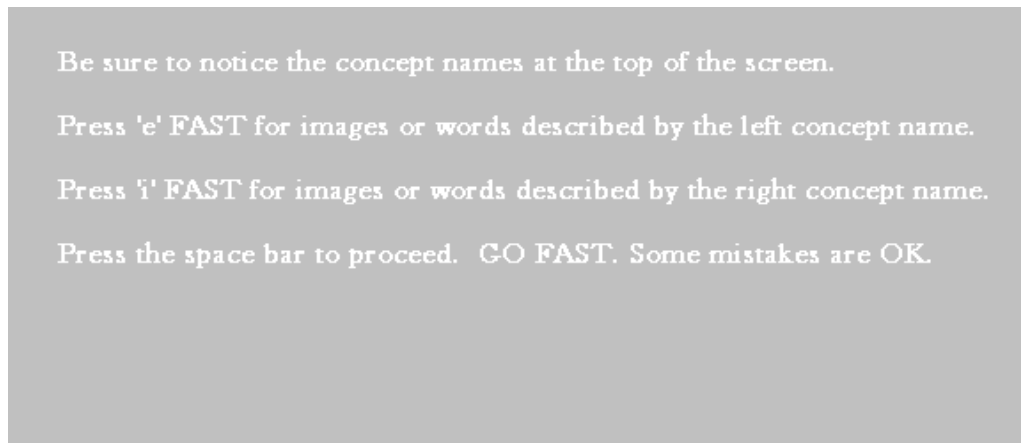 Be sure to notice the concept names at the top of the screen.
Press 'e' FAST for images or words described by the left concept name.
Press 'i' FAST for images or words described by the right concept name.
Press the space bar to proceed.  GO FAST. Some mistakes are OK.